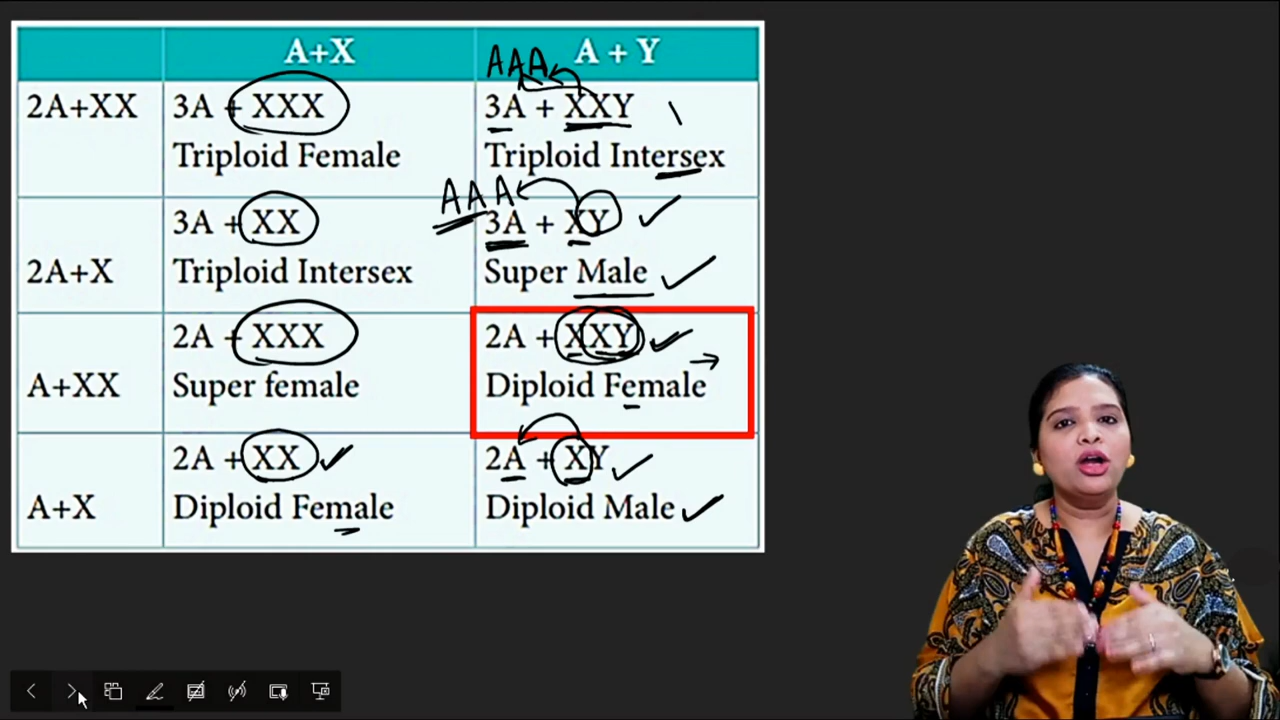 A+X A + Y
AAA
2A+XX 3A + XXX 3A + XXY
Triploid Female Triploid Intersex
AAA
3A + XX 3A + XY
2A+X Triploid Intersex Super Male
2A + XXX 2A + XXY
A+XX Super female Diploid Female
2A + XX 2A + XY
A+X Diploid Female Diploid Male